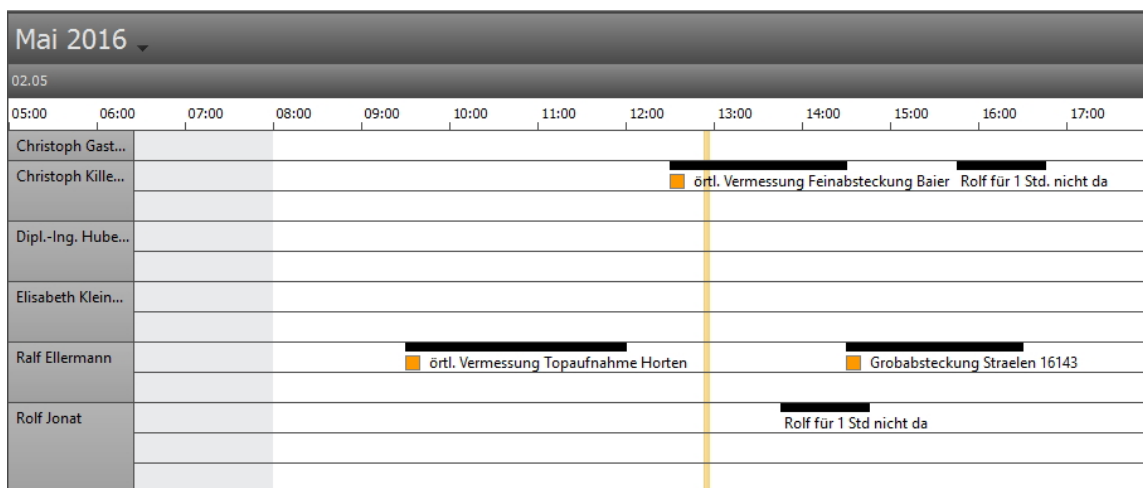 Mai 2016
02.05
05:00 06:00 07:00 08:00 09:00 10:00 11:00 12:00 13:00 14:00 15:00 16:00 17:00
Christoph Gast...
Christoph Kille... örtl. Vermessung Feinabsteckung Baier Rolf für 1 Std. nicht da
Dipl.-Ing. Hube...
Elisabeth Klein...
Ralf Ellermann örtl. Vermessung Topaufnahme Horten Grobabsteckung Straelen 16143
Rolf Jonat Rolf für 1 Std nicht da